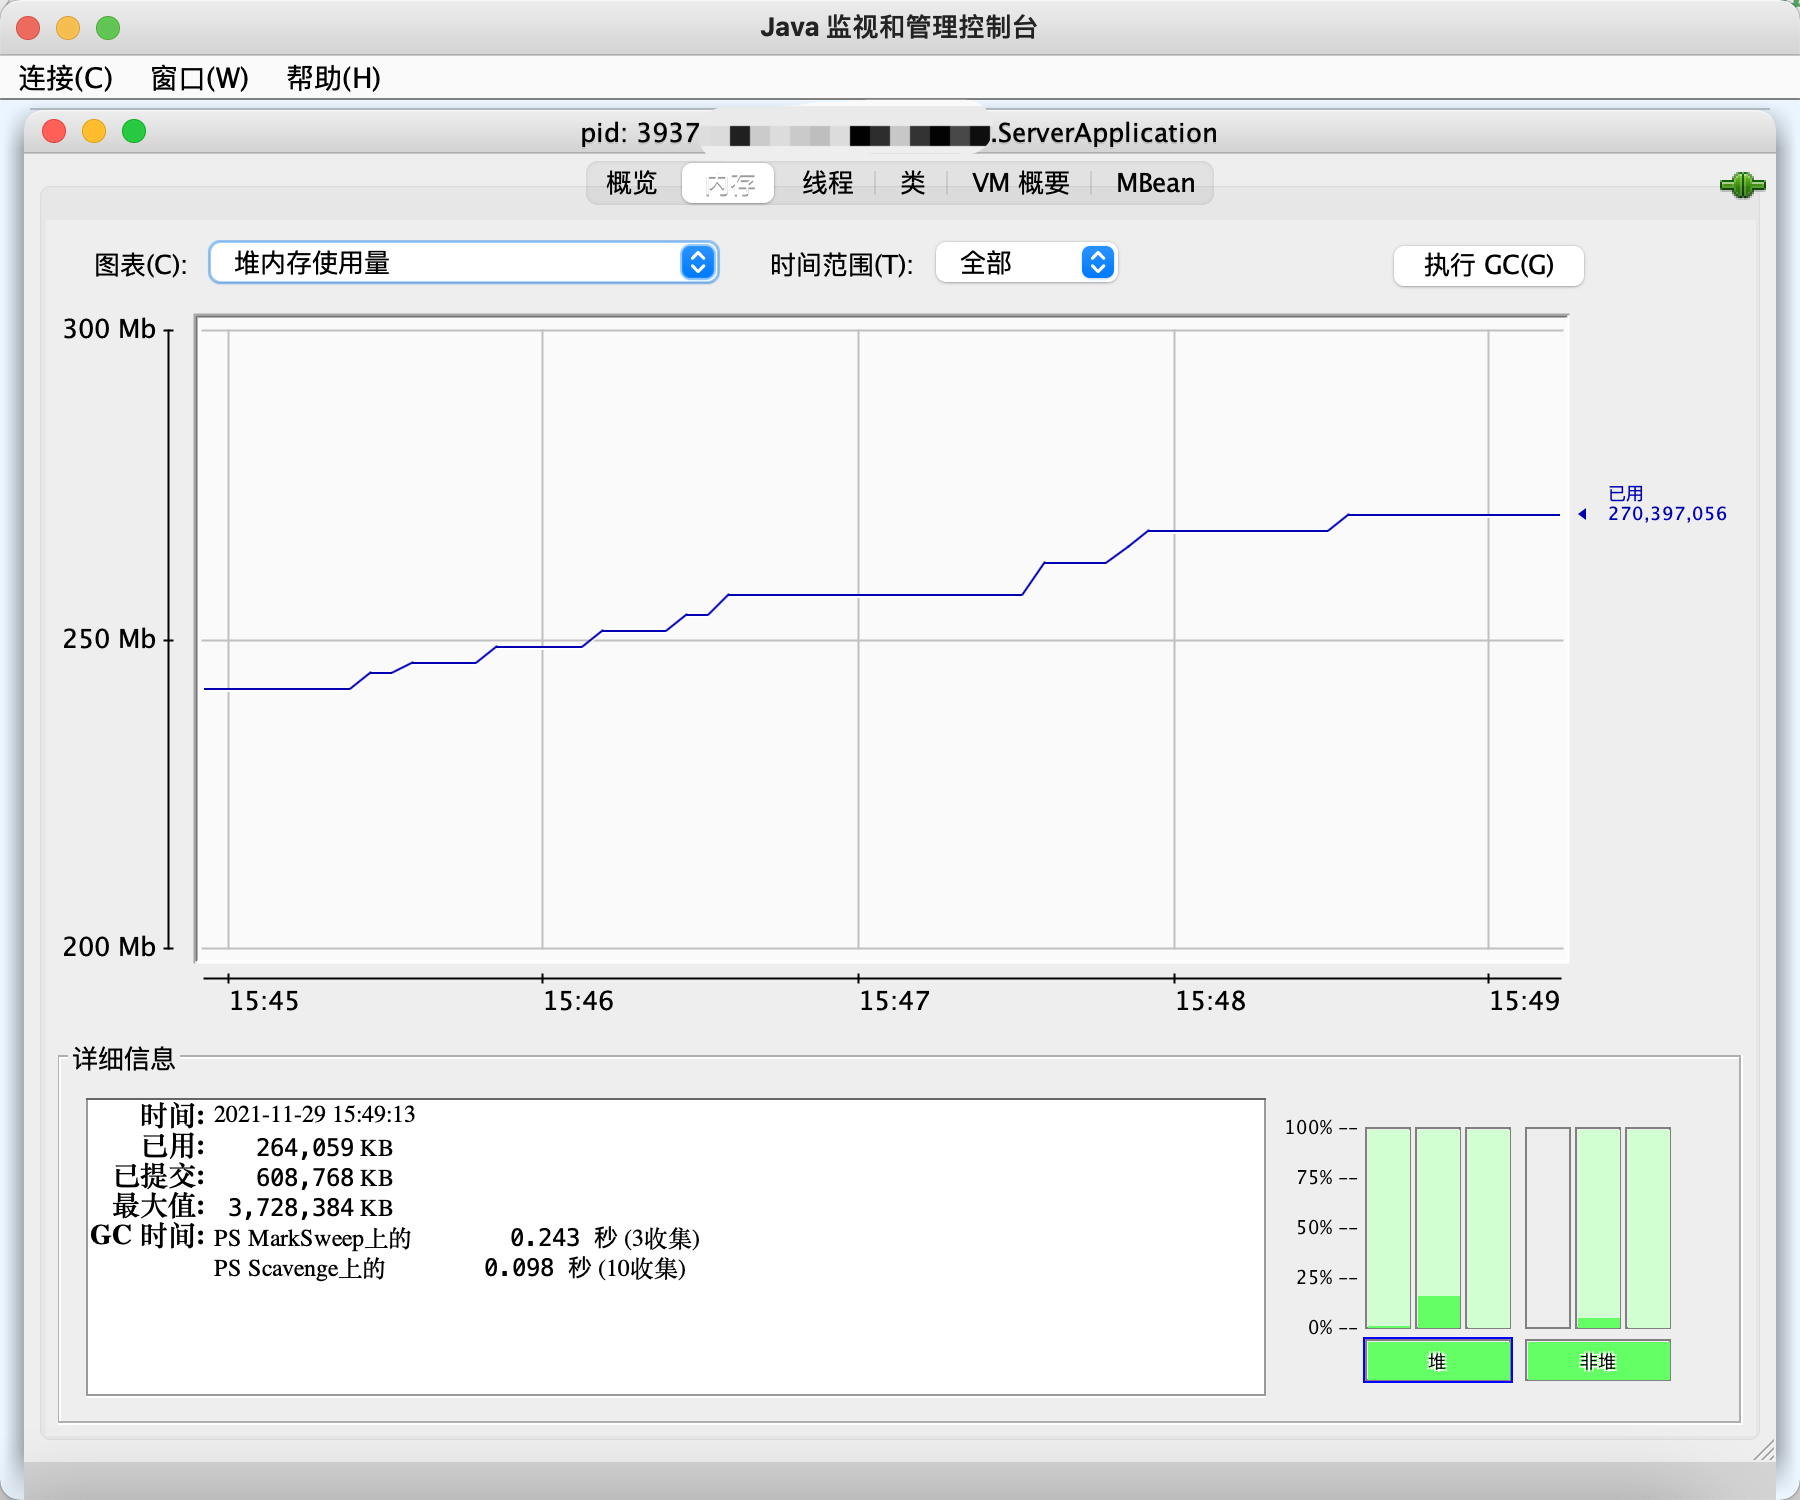 Java 监视和管理控制台
连接(C) 窗口(W) 帮助(H)
pid: 3937 .ServerApplication
概览 内存 线程 类 VM 概要 MBean
图表(C): 堆内存使用量 时间范围(T): 全部 执行 GC(G)
300 Mb
已用
270,397,056
250 Mb
200 Mb
15:45 15:46 15:47 15:48 15:49
详细信息
时间: 2021-11-29 15:49:13
已用: 264,059 KB
已提交: 608,768 KB
最大值: 3,728,384 KB
GC 时间: PS MarkSweep上的 0.243 秒 (3收集)
PS Scavenge上的 0.098 秒 (10收集)
100% --
75% --
50% --
25% --
0% --
堆 非堆